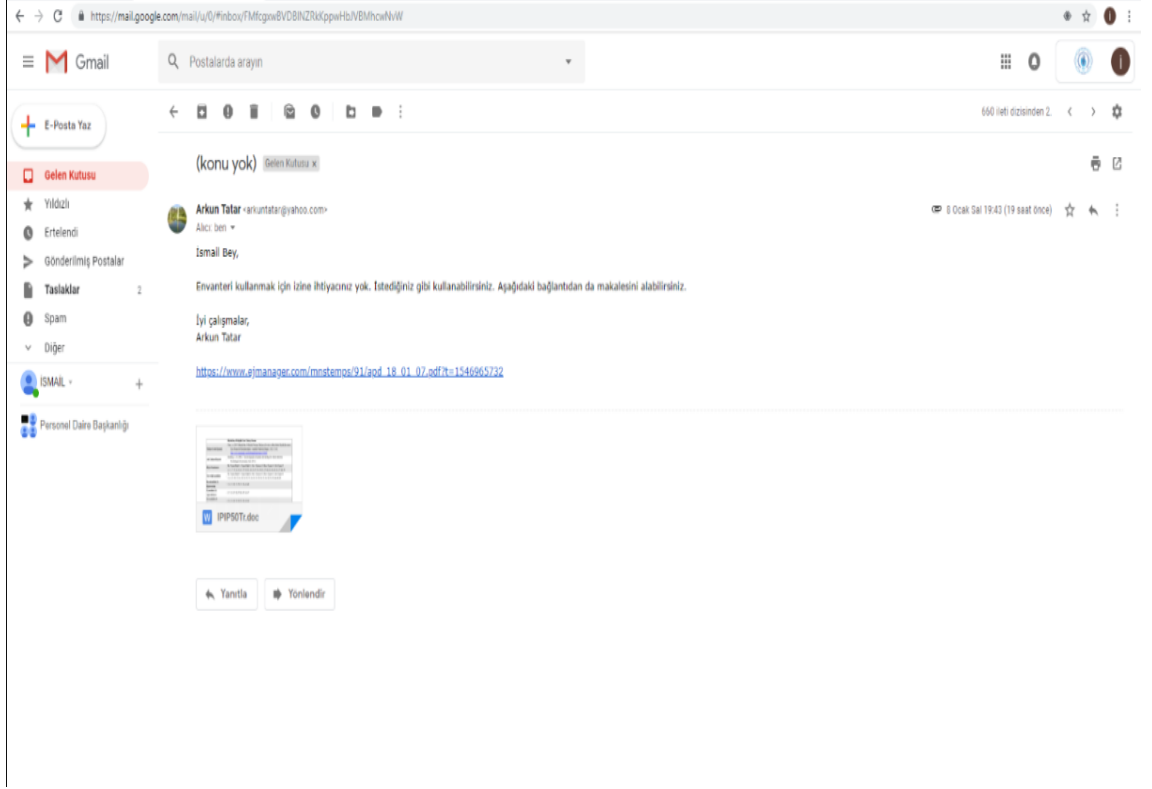 https://mail.google.com/mail/u/0/#inbox/
Gmail
Postalarda arayın
E-Posta Yaz
660 ileti dizisinden 2.
Gelen Kutusu
Yıldızlı
Ertelendi
Gönderilmiş Postalar
Taslaklar 2
Spam
Diğer
İSMAİL
Personel Daire Başkanlığı
(konu yok) Gelen Kutusu x
Arkun Tatar <arkuntatar@yahoo.com>
8 Ocak Sal 19:43 (19 saat önce)
Alıcı: ben
Ismail Bey,
Envanteri kullanmak için izine ihtiyacınız yok. İstediğiniz gibi kullanabilirsiniz. Aşağıdaki bağlantıdan da makalesini alabilirsiniz.
İyi çalışmalar,
Arkun Tatar
https://www.ejmanager.com/mnstemps/91/apd_18_01_07.pdf?t=1546965732
W IPIP50Tr.doc
Yanıtla
Yönlendir